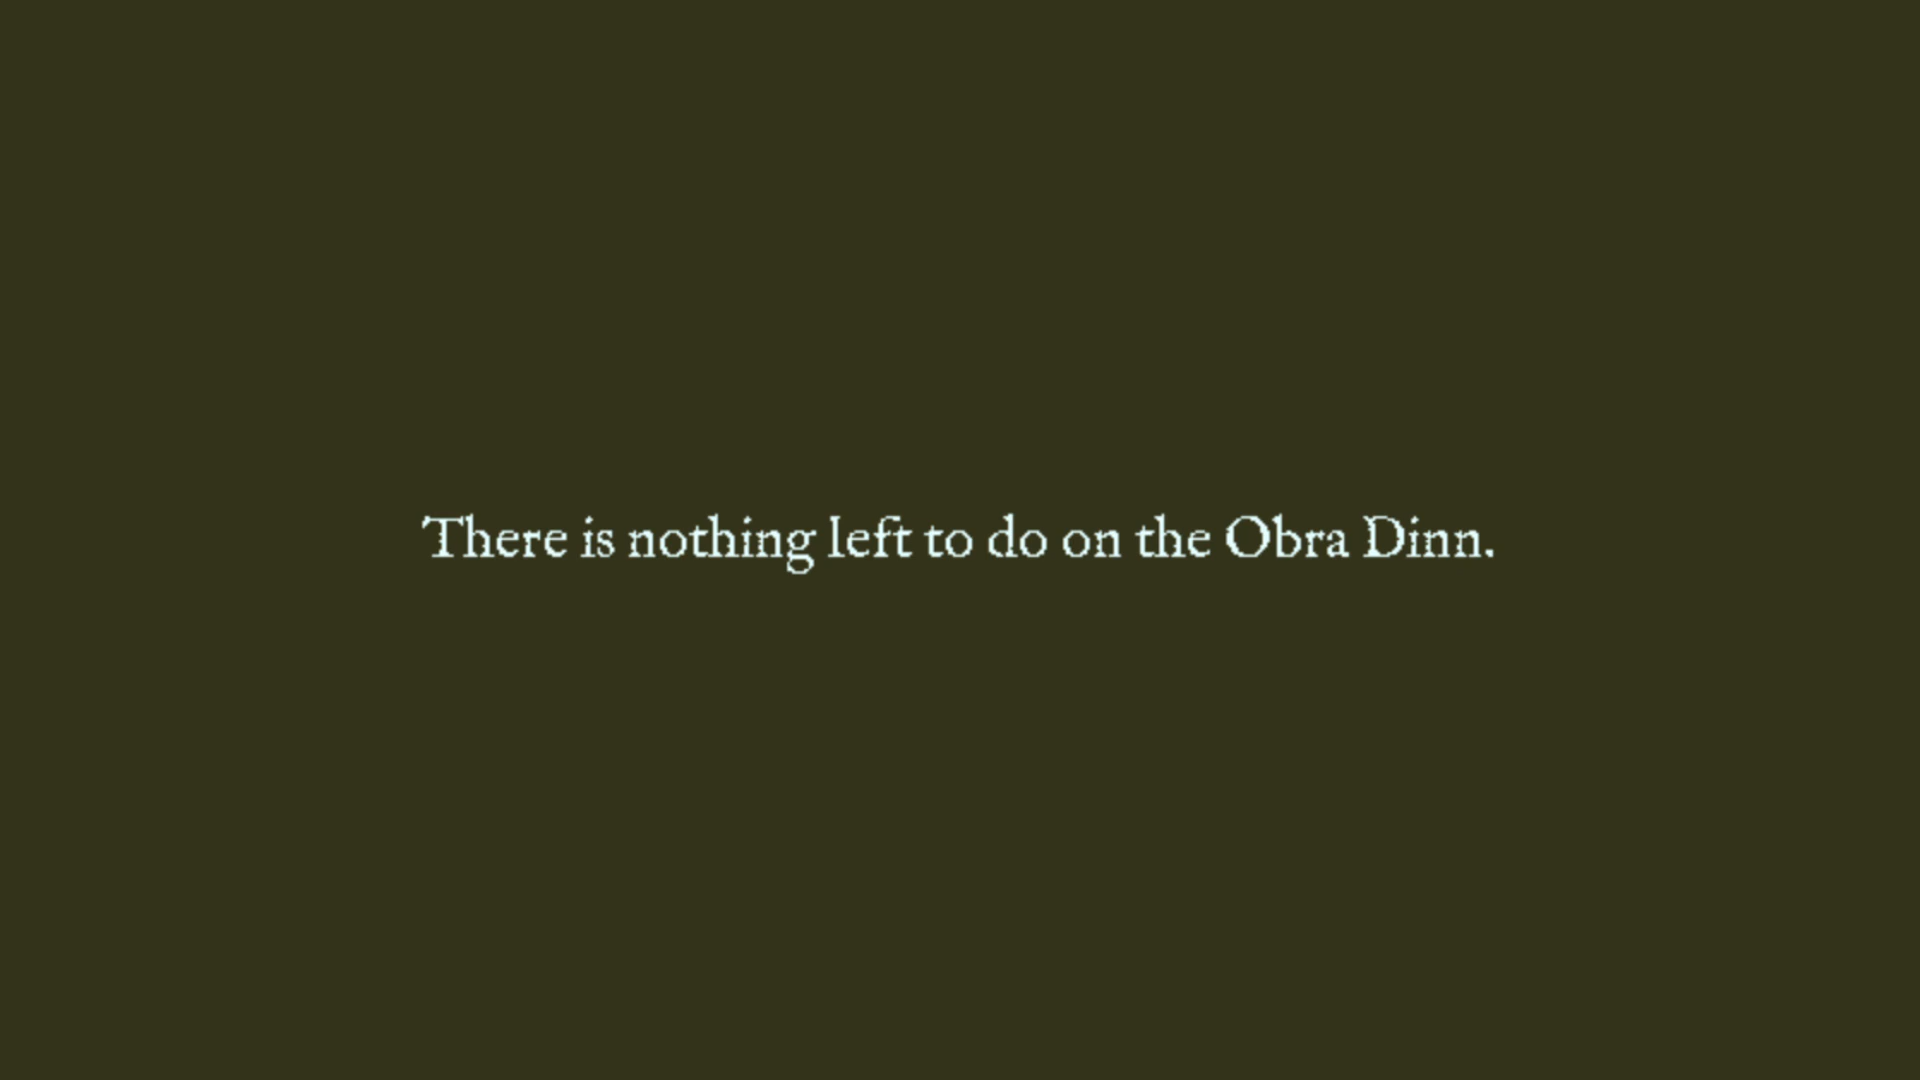 There is nothing left to do on the Obra Dinn.